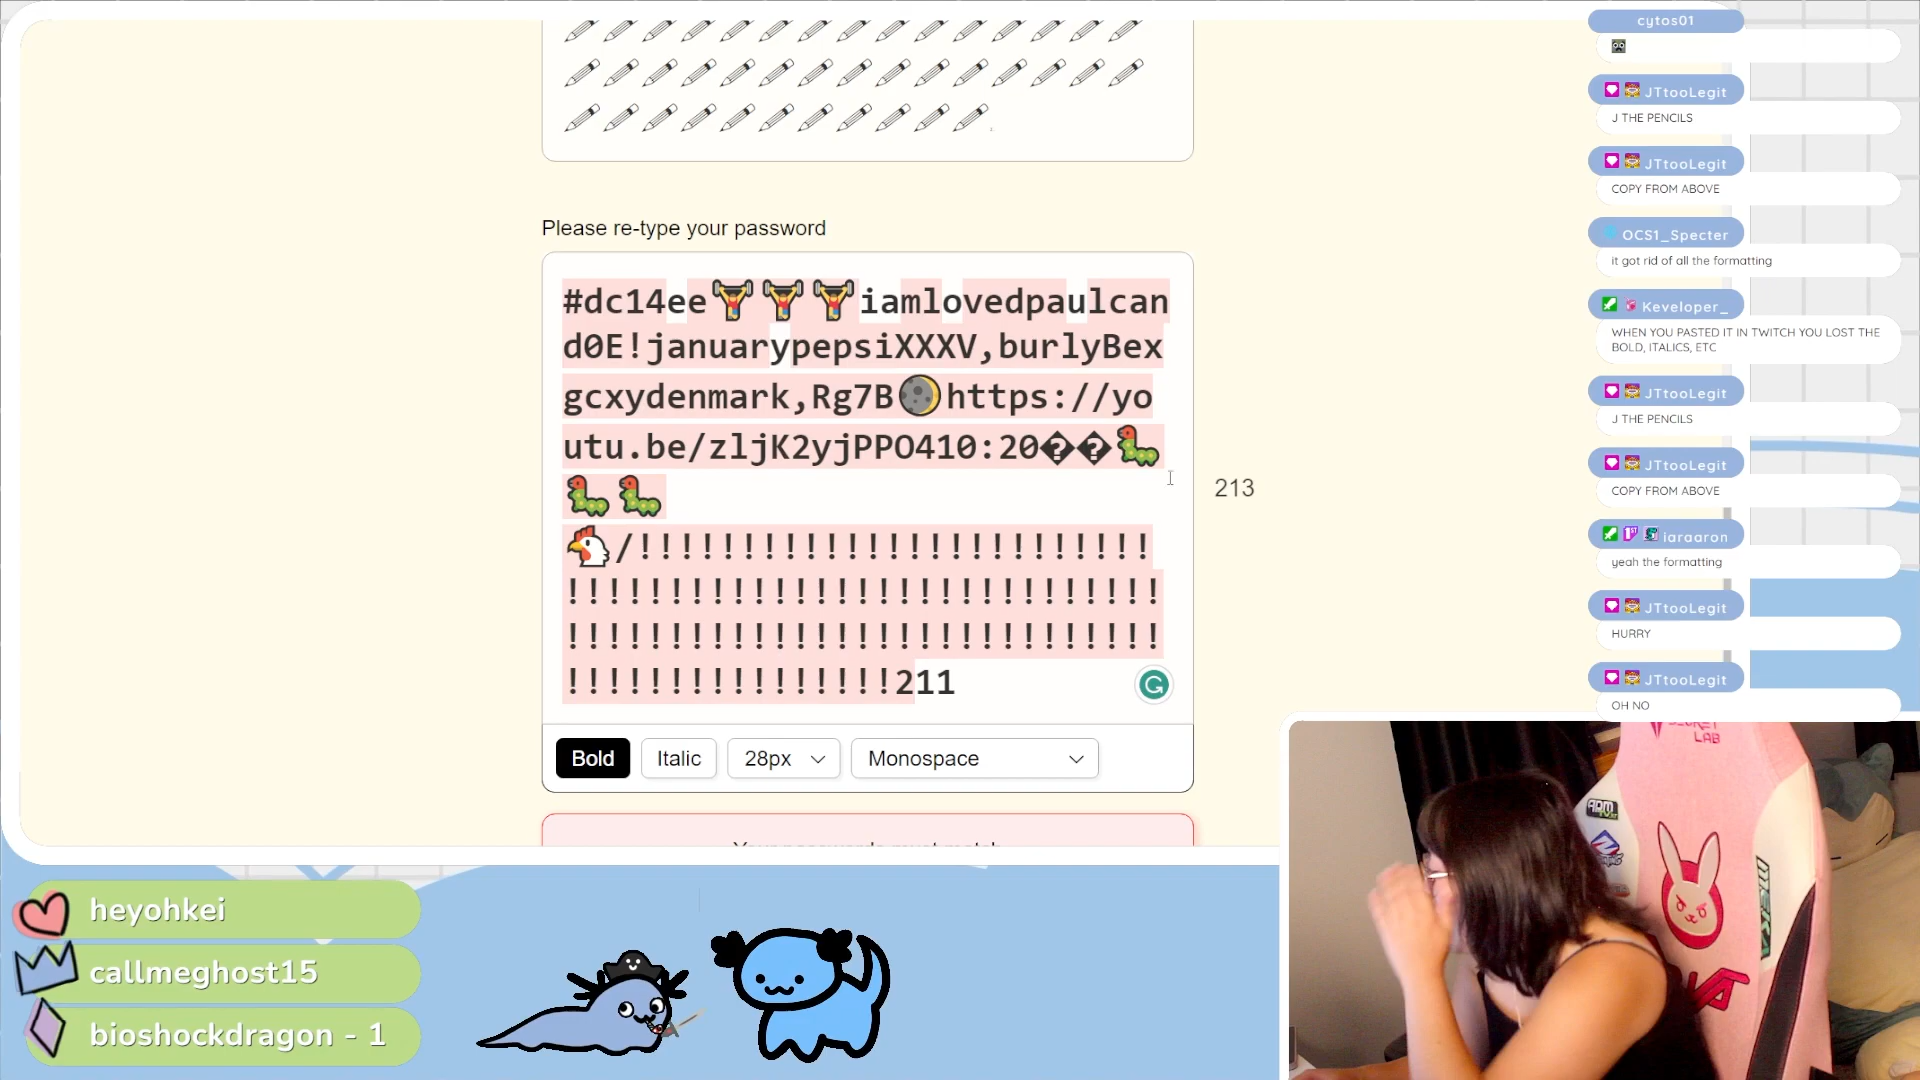 Please re-type your password
#dc14ee🏋️🏋️🏋️iamlovedpaulcan
d0E!januarypepsiXXXV,burlyBex
gcxydenmark,Rg7B🌒https://yo
utu.be/zljK2yjPPO410:20��🐛
🐛🐛
🐔/!!!!!!!!!!!!!!!!!!!!!!!!!
!!!!!!!!!!!!!!!!!!!!!!!!!!!!!
!!!!!!!!!!!!!!!!!!!!!!!!!!!!!
!!!!!!!!!!!!!!!!211
213
Bold
Italic
28px
Monospace
cytos01
JTtooLegit
J THE PENCILS
JTtooLegit
COPY FROM ABOVE
OCS1_Specter
it got rid of all the formatting
Keveloper_
WHEN YOU PASTED IT IN TWITCH YOU LOST THE
BOLD, ITALICS, ETC
JTtooLegit
J THE PENCILS
JTtooLegit
COPY FROM ABOVE
iaraaron
yeah the formatting
JTtooLegit
HURRY
JTtooLegit
OH NO
heyohkei
callmeghost15
bioshockdragon - 1
LAB